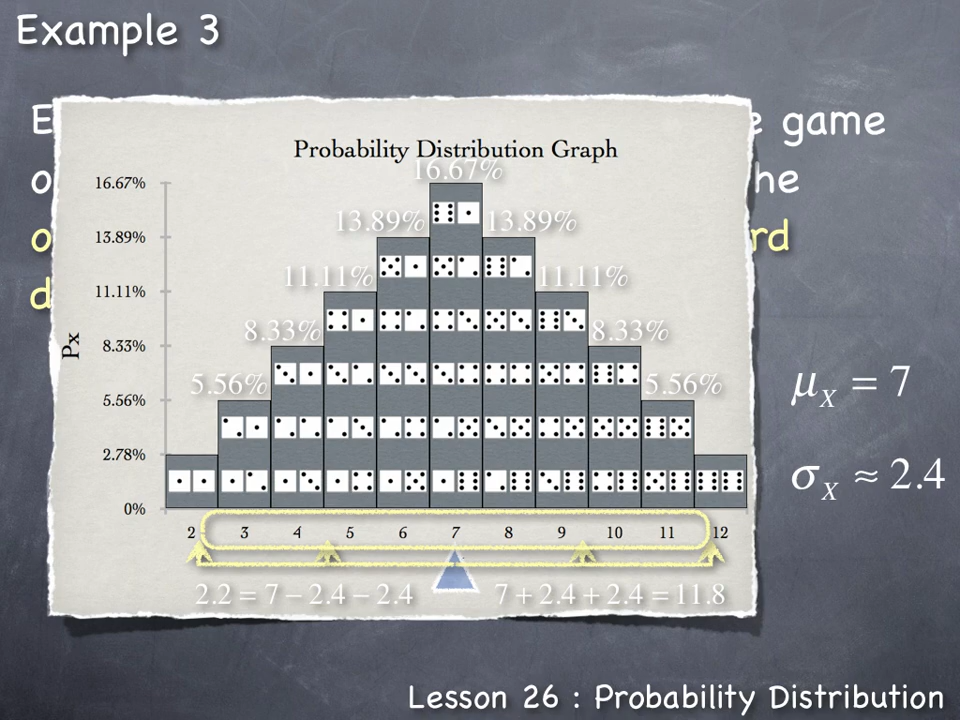 Example 3
game
he
rd
Probability Distribution Graph
16.67%
16.67%
13.89% 13.89%
13.89%
11.11% 11.11%
11.11%
8.33% 8.33%
8.33%
5.56% 5.56%
5.56%
2.78%
0%
Px
2 3 4 5 6 7 8 9 10 11 12
2.2 = 7 − 2.4 − 2.4 7 + 2.4 + 2.4 = 11.8
μX = 7
σX ≈ 2.4
Lesson 26 : Probability Distribution